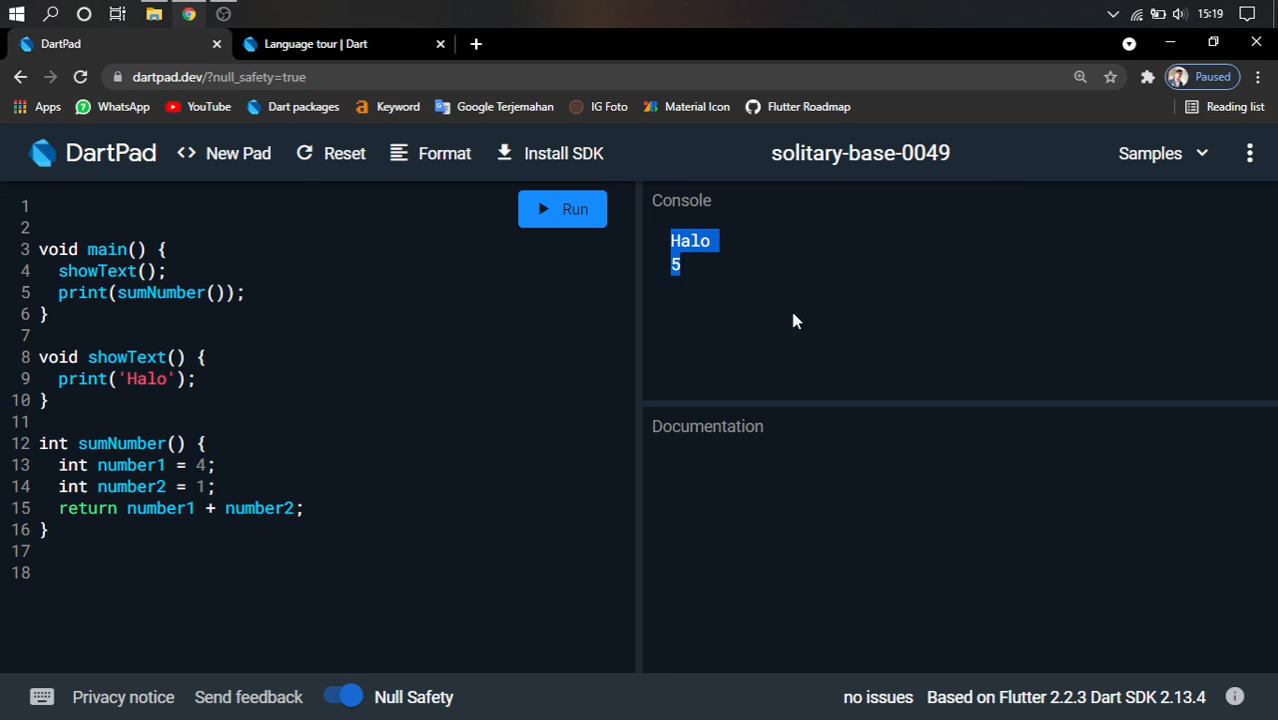 15:19
DartPad
Language tour | Dart
dartpad.dev/?null_safety=true
Paused
Apps WhatsApp YouTube Dart packages Keyword Google Terjemahan IG Foto Material Icon Flutter Roadmap Reading list
DartPad <> New Pad Reset Format Install SDK solitary-base-0049 Samples
Run
1
2
3 void main() {
4 showText();
5 print(sumNumber());
6 }
7
8 void showText() {
9 print('Halo');
10 }
11
12 int sumNumber() {
13 int number1 = 4;
14 int number2 = 1;
15 return number1 + number2;
16 }
17
18
Console
Halo
5
Documentation
Privacy notice Send feedback Null Safety no issues Based on Flutter 2.2.3 Dart SDK 2.13.4